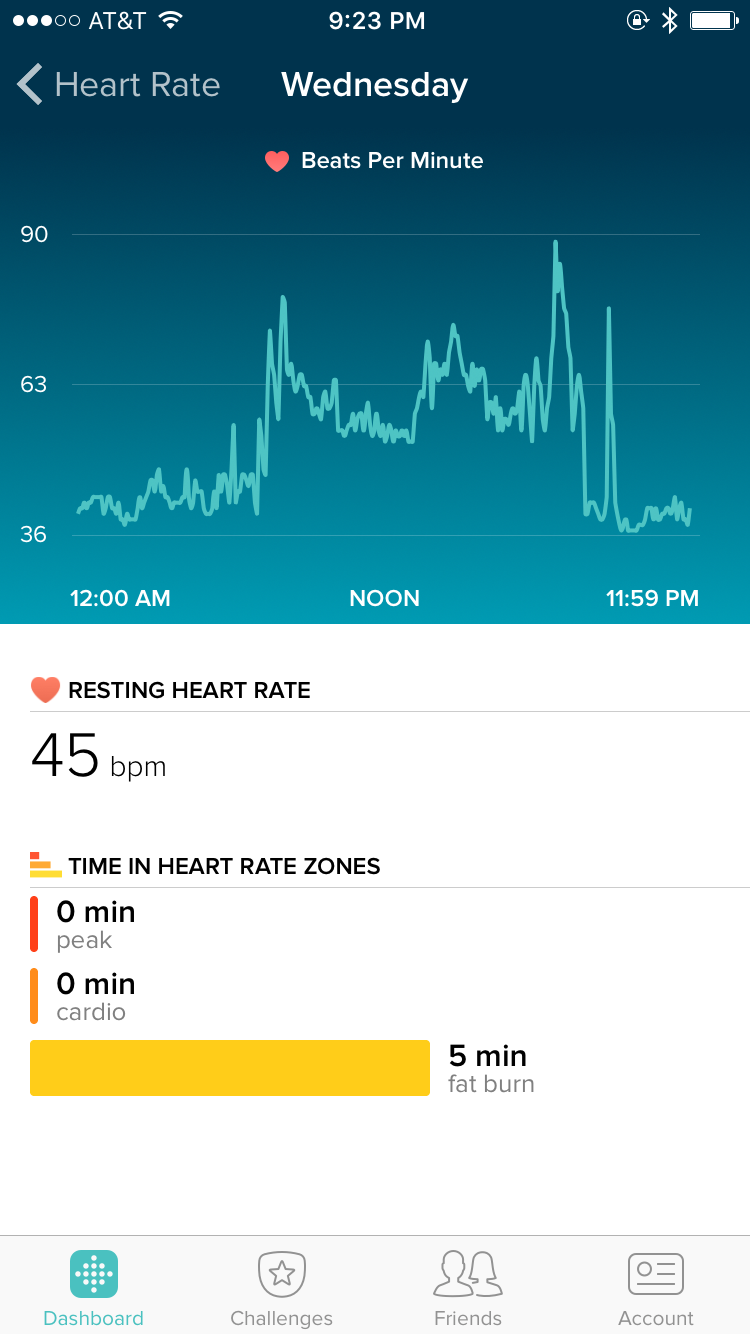 AT&T 9:23 PM
Heart Rate Wednesday
Beats Per Minute
90
63
36
12:00 AM NOON 11:59 PM
RESTING HEART RATE
45 bpm
TIME IN HEART RATE ZONES
0 min
peak
0 min
cardio
5 min
fat burn
Dashboard Challenges Friends Account